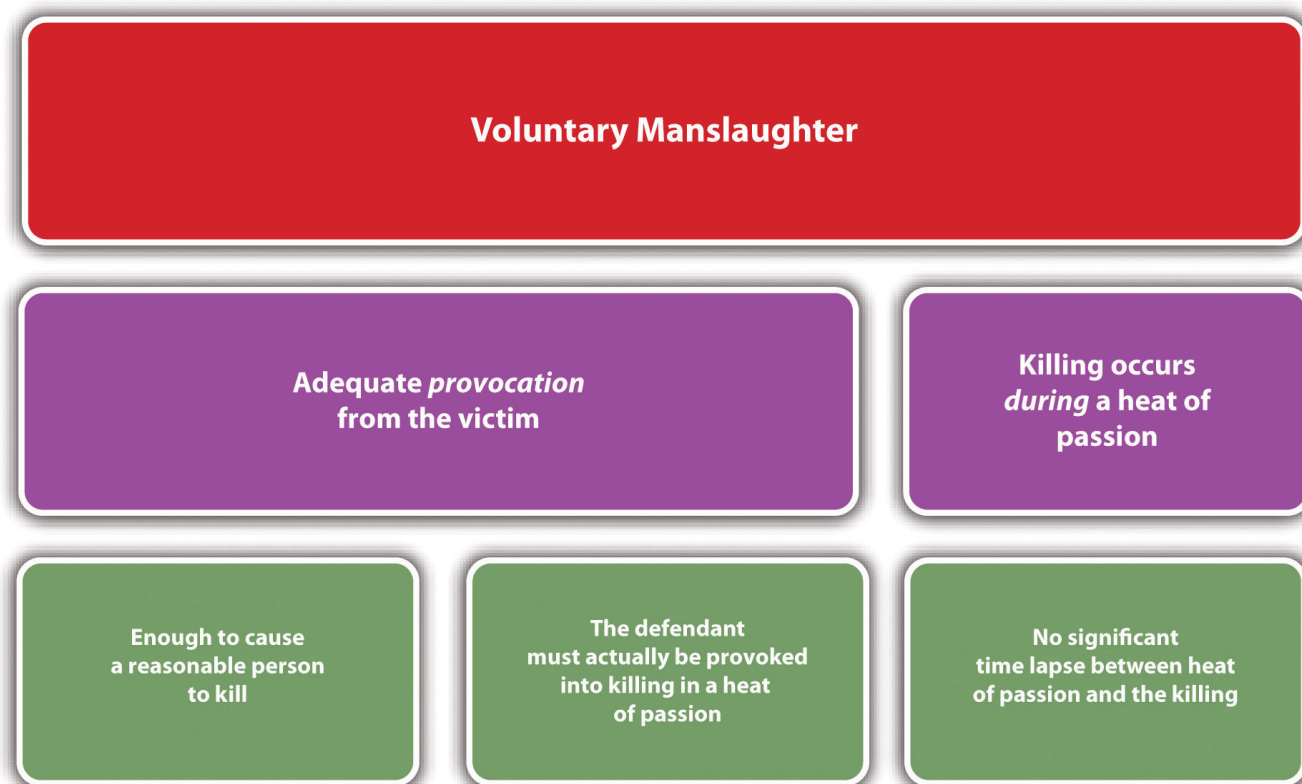 Voluntary Manslaughter
Adequate provocation
from the victim
Killing occurs
during a heat of
passion
Enough to cause
a reasonable person
to kill
The defendant
must actually be provoked
into killing in a heat
of passion
No significant
time lapse between heat
of passion and the killing